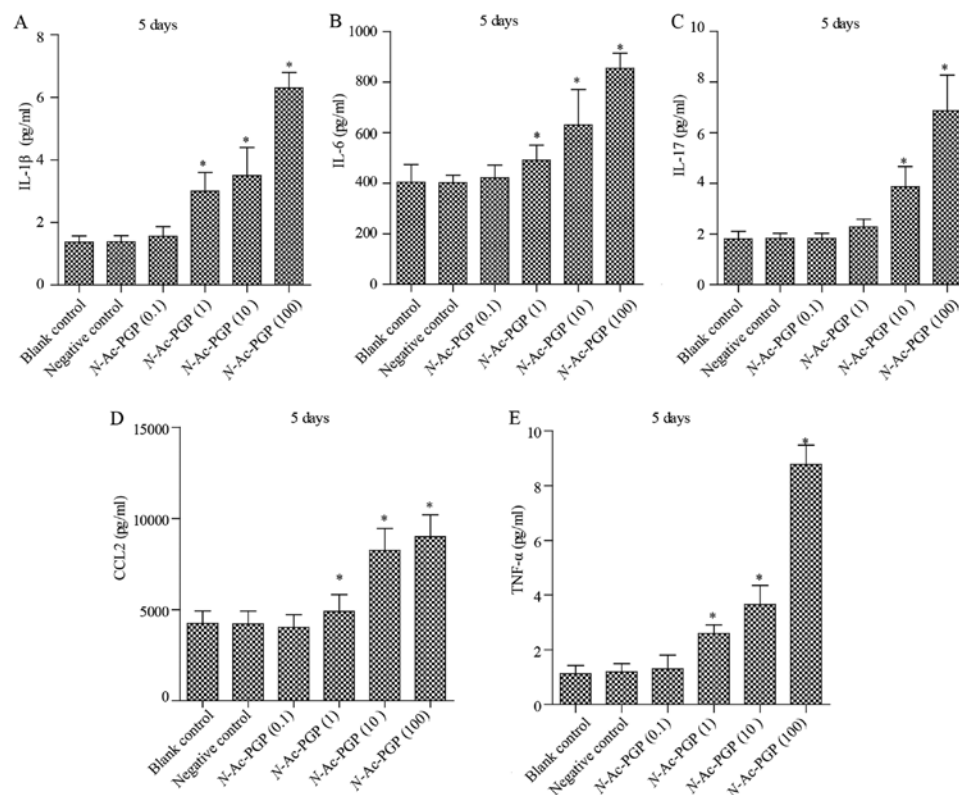 A
5 days
IL-1β (pg/ml)
8
6
4
2
0
*
*
*
Blank control
Negative control
N-Ac-PGP (0.1)
N-Ac-PGP (1)
N-Ac-PGP (10 )
N-Ac-PGP (100)
B
5 days
IL-6 (pg/ml)
1000
800
600
400
200
0
*
*
*
Blank control
Negative control
N-Ac-PGP (0.1)
N-Ac-PGP (1)
N-Ac-PGP (10 )
N-Ac-PGP (100)
C
5 days
IL-17 (pg/ml)
10
8
6
4
2
0
*
*
Blank control
Negative control
N-Ac-PGP (0.1)
N-Ac-PGP (1)
N-Ac-PGP (10 )
N-Ac-PGP (100)
D
5 days
CCL2 (pg/ml)
15000
10000
5000
0
*
*
*
Blank control
Negative control
N-Ac-PGP (0.1)
N-Ac-PGP (1)
N-Ac-PGP (10 )
N-Ac-PGP (100)
E
5 days
TNF-α (pg/ml)
10
8
6
4
2
0
*
*
*
Blank control
Negative control
N-Ac-PGP (0.1)
N-Ac-PGP (1)
N-Ac-PGP (10 )
N-Ac-PGP (100)